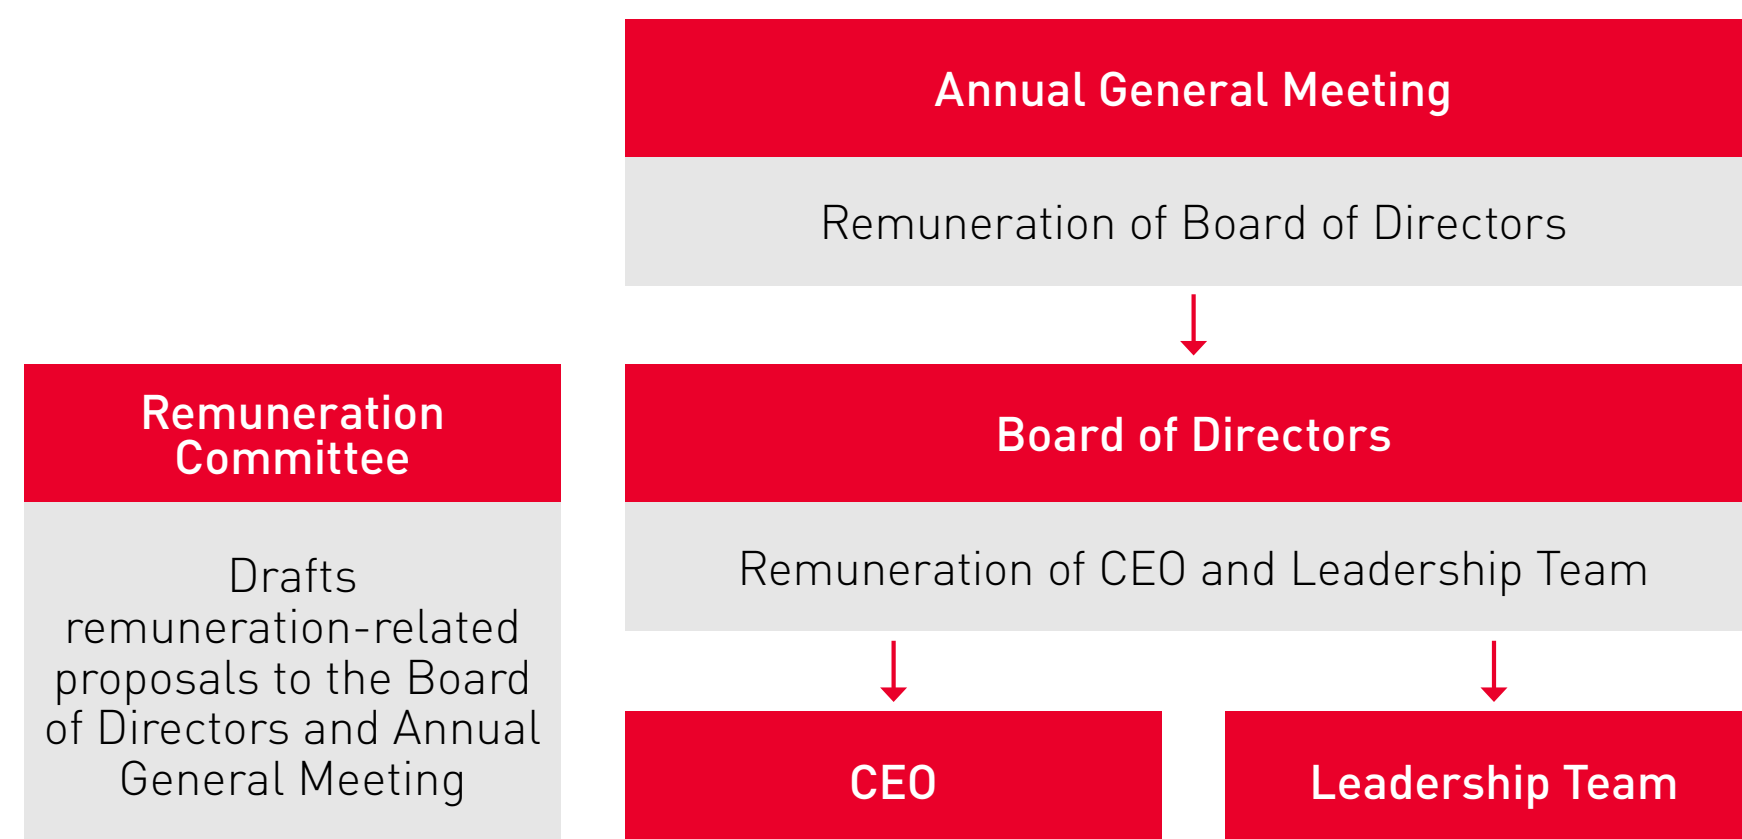 Annual General Meeting
Remuneration of Board of Directors
Remuneration
Committee
Drafts
remuneration-related
proposals to the Board
of Directors and Annual
General Meeting
Board of Directors
Remuneration of CEO and Leadership Team
CEO
Leadership Team